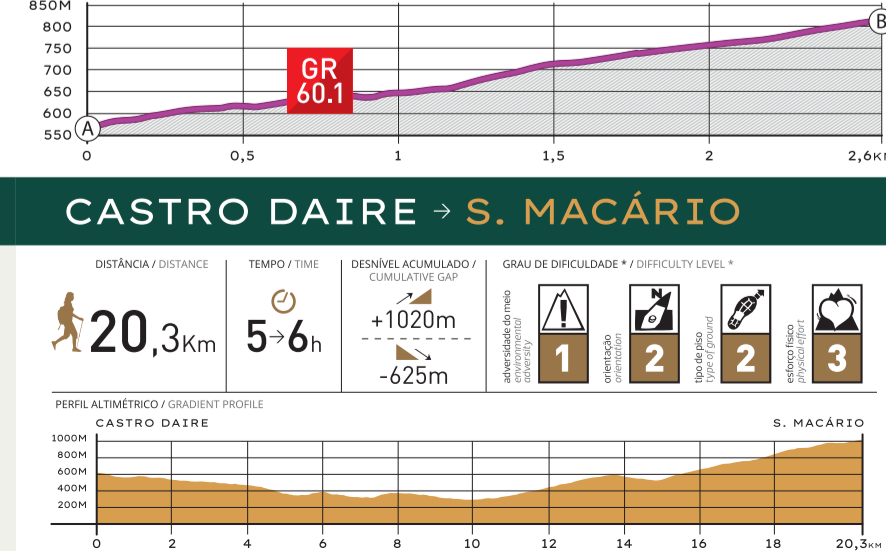 850M
800
750
700
650
600
550
GR
60.1
A
B
0
0,5
1
1,5
2
CASTRO DAIRE → S. MACÁRIO
DISTÂNCIA / DISTANCE
20,3Km
TEMPO / TIME
5→6h
DESNÍVEL ACUMULADO /
CUMULATIVE GAP
+1020m
-625m
GRAU DE DIFICULDADE * / DIFFICULTY LEVEL *
adversidade do meio
environmental
adversity
1
orientação
orientation
N
2
tipo de piso
type of ground
2
esforço físico
physical effort
3
PERFIL ALTIMÉTRICO / GRADIENT PROFILE
CASTRO DAIRE
S. MACÁRIO
1000M
800M
600M
400M
200M
0
2
4
6
8
10
12
14
16
18
20,3KM